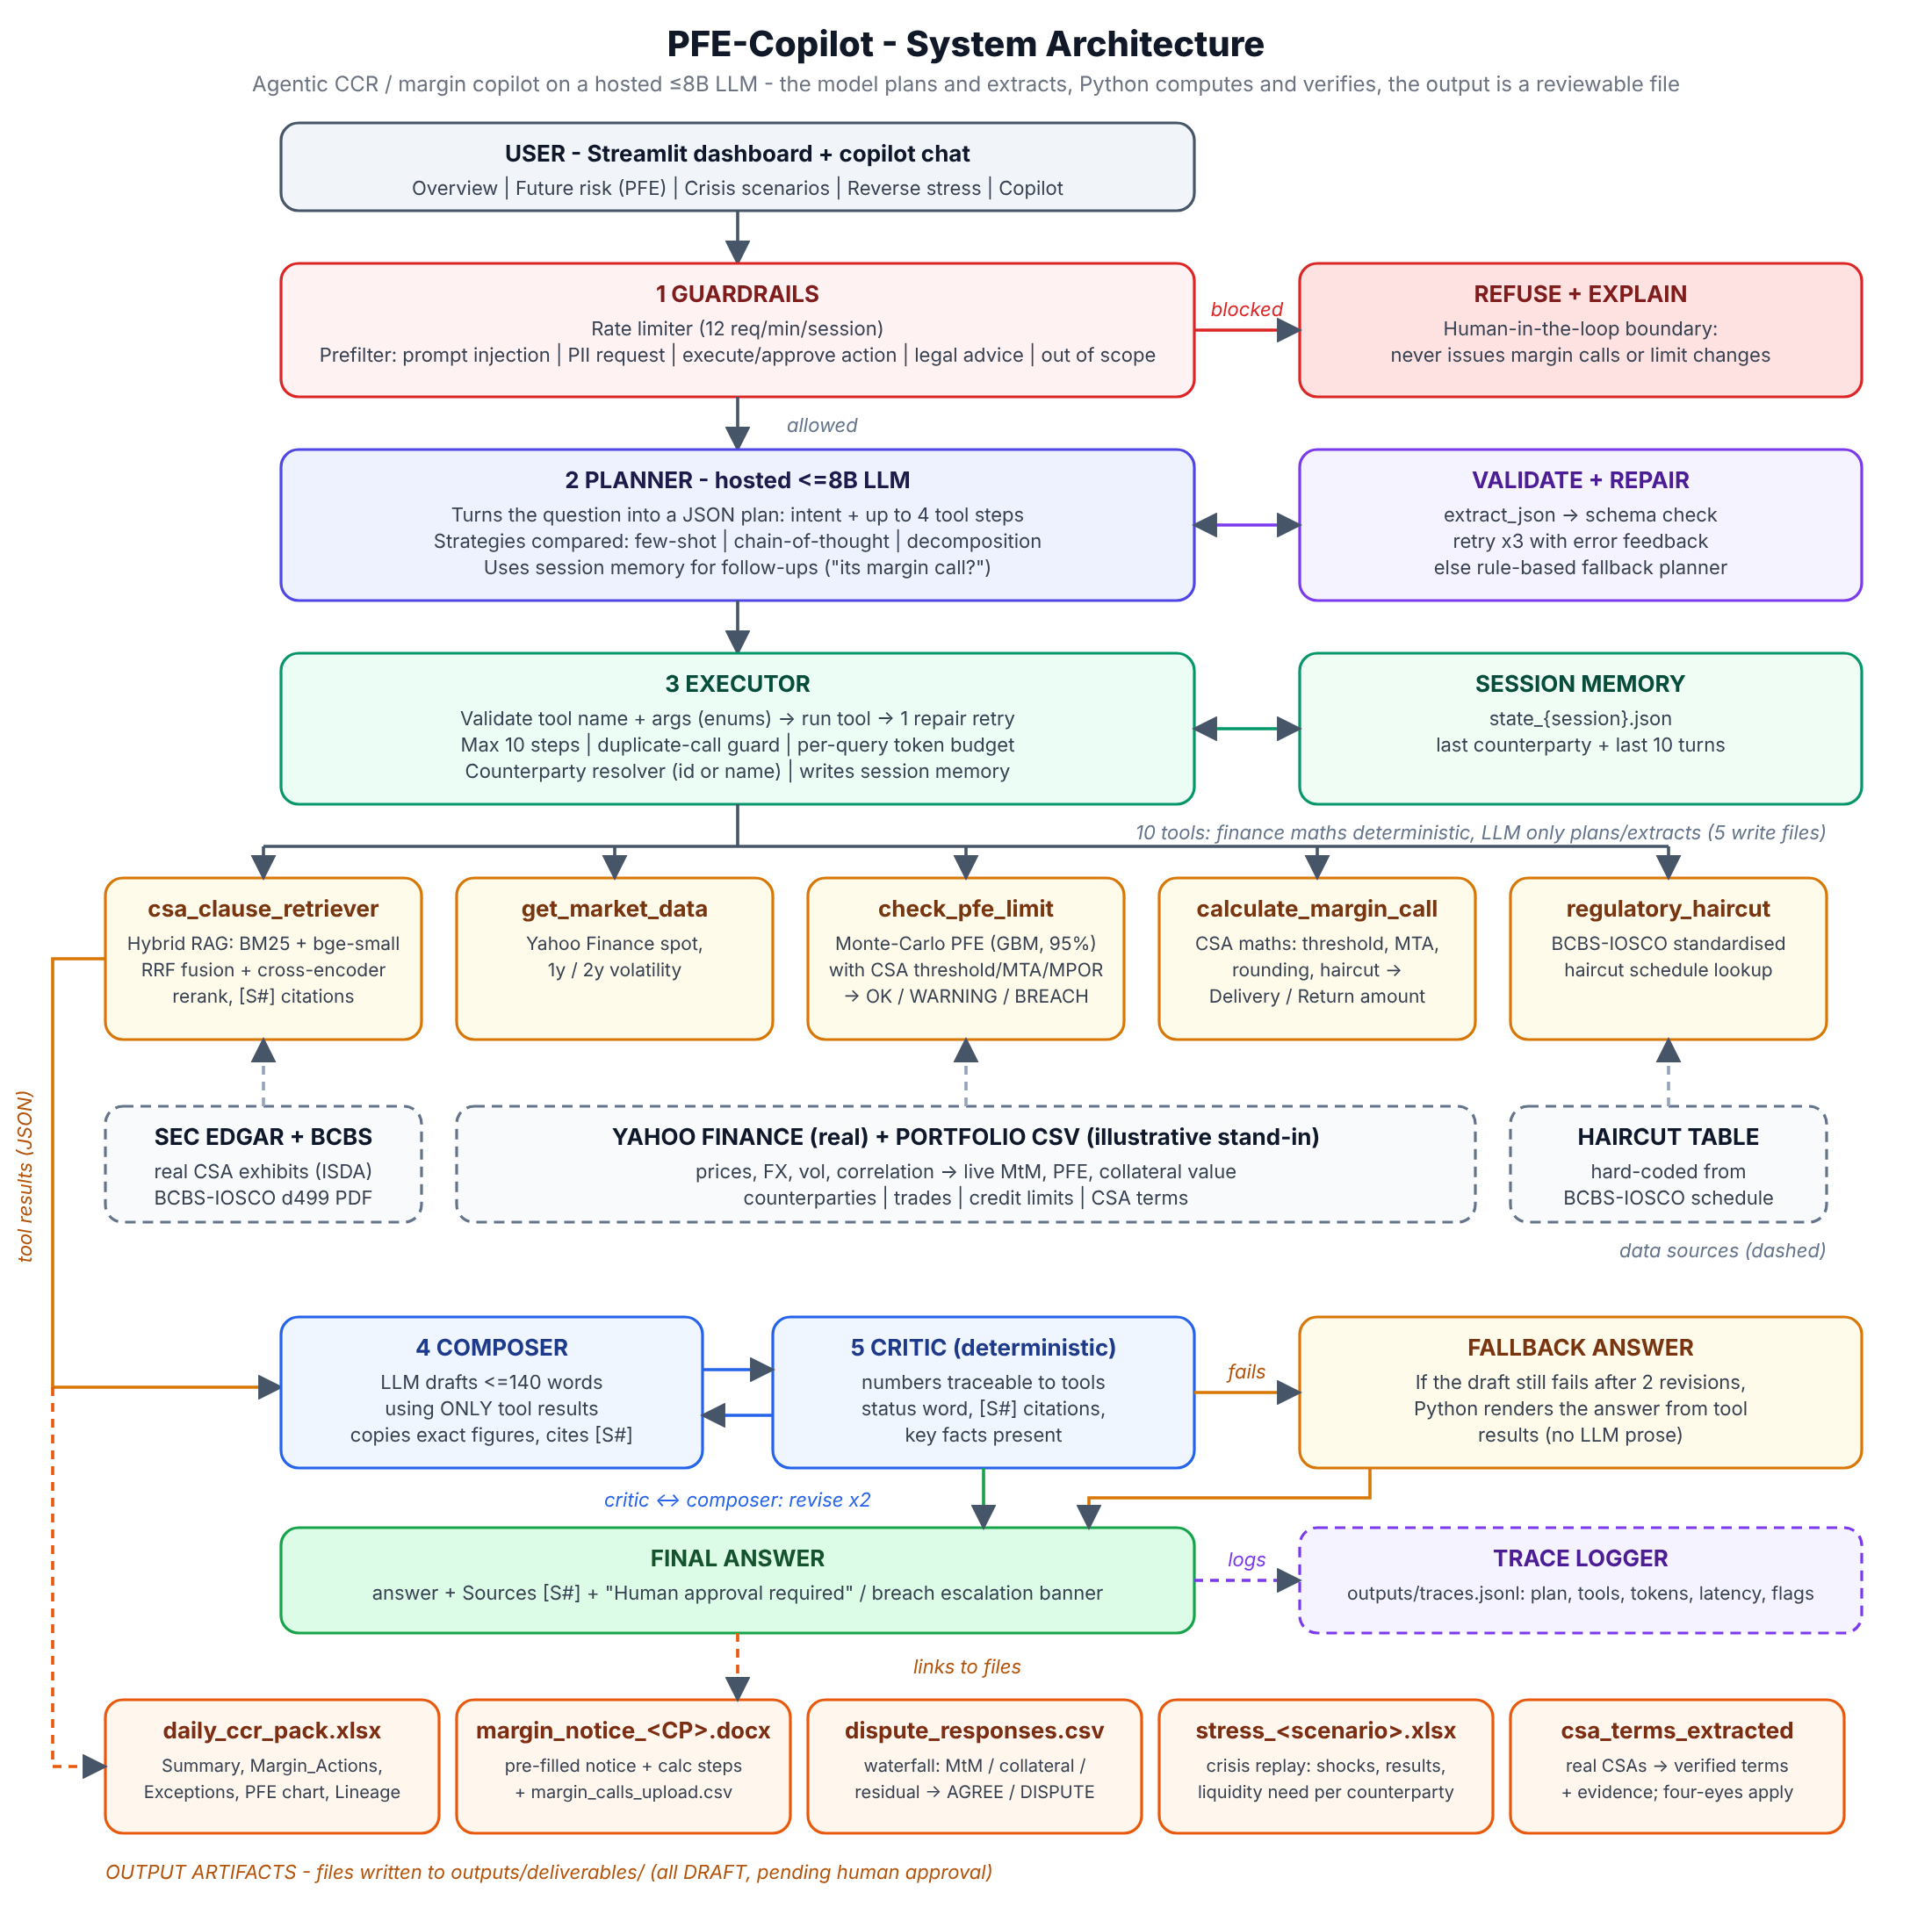 PFE-Copilot - System Architecture
Agentic CCR / margin copilot on a hosted ≤8B LLM - the model plans and extracts, Python computes and verifies, the output is a reviewable file
USER - Streamlit dashboard + copilot chat
Overview | Future risk (PFE) | Crisis scenarios | Reverse stress | Copilot
1 GUARDRAILS
Rate limiter (12 req/min/session)
Prefilter: prompt injection | PII request | execute/approve action | legal advice | out of scope
blocked
REFUSE + EXPLAIN
Human-in-the-loop boundary:
never issues margin calls or limit changes
allowed
2 PLANNER - hosted <=8B LLM
Turns the question into a JSON plan: intent + up to 4 tool steps
Strategies compared: few-shot | chain-of-thought | decomposition
Uses session memory for follow-ups ("its margin call?")
VALIDATE + REPAIR
extract_json → schema check
retry x3 with error feedback
else rule-based fallback planner
3 EXECUTOR
Validate tool name + args (enums) → run tool → 1 repair retry
Max 10 steps | duplicate-call guard | per-query token budget
Counterparty resolver (id or name) | writes session memory
SESSION MEMORY
state_{session}.json
last counterparty + last 10 turns
10 tools: finance maths deterministic, LLM only plans/extracts (5 write files)
csa_clause_retriever
Hybrid RAG: BM25 + bge-small
RRF fusion + cross-encoder
rerank, [S#] citations
get_market_data
Yahoo Finance spot,
1y / 2y volatility
check_pfe_limit
Monte-Carlo PFE (GBM, 95%)
with CSA threshold/MTA/MPOR
→ OK / WARNING / BREACH
calculate_margin_call
CSA maths: threshold, MTA,
rounding, haircut →
Delivery / Return amount
regulatory_haircut
BCBS-IOSCO standardised
haircut schedule lookup
tool results (JSON)
SEC EDGAR + BCBS
real CSA exhibits (ISDA)
BCBS-IOSCO d499 PDF
YAHOO FINANCE (real) + PORTFOLIO CSV (illustrative stand-in)
prices, FX, vol, correlation → live MtM, PFE, collateral value
counterparties | trades | credit limits | CSA terms
HAIRCUT TABLE
hard-coded from
BCBS-IOSCO schedule
data sources (dashed)
4 COMPOSER
LLM drafts <=140 words
using ONLY tool results
copies exact figures, cites [S#]
5 CRITIC (deterministic)
numbers traceable to tools
status word, [S#] citations,
key facts present
fails
FALLBACK ANSWER
If the draft still fails after 2 revisions,
Python renders the answer from tool
results (no LLM prose)
critic ↔ composer: revise x2
FINAL ANSWER
answer + Sources [S#] + "Human approval required" / breach escalation banner
logs
TRACE LOGGER
outputs/traces.jsonl: plan, tools, tokens, latency, flags
links to files
daily_ccr_pack.xlsx
Summary, Margin_Actions,
Exceptions, PFE chart, Lineage
margin_notice_<CP>.docx
pre-filled notice + calc steps
+ margin_calls_upload.csv
dispute_responses.csv
waterfall: MtM / collateral /
residual → AGREE / DISPUTE
stress_<scenario>.xlsx
crisis replay: shocks, results,
liquidity need per counterparty
csa_terms_extracted
real CSAs → verified terms
+ evidence; four-eyes apply
OUTPUT ARTIFACTS - files written to outputs/deliverables/ (all DRAFT, pending human approval)